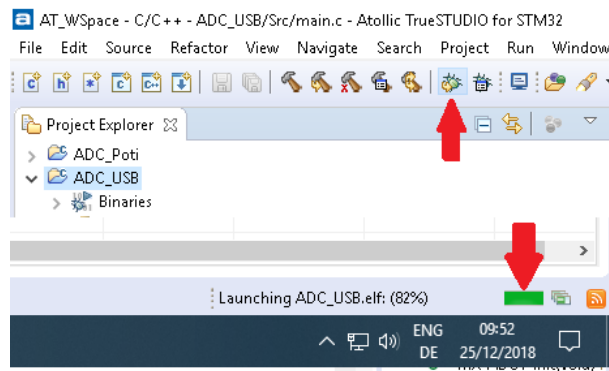 AT_WSpace - C/C++ - ADC_USB/Src/main.c - Atollic TrueSTUDIO for STM32
File Edit Source Refactor View Navigate Search Project Run Window
Project Explorer
ADC_Poti
ADC_USB
Binaries
Launching ADC_USB.elf: (82%)
ENG 09:52
DE 25/12/2018